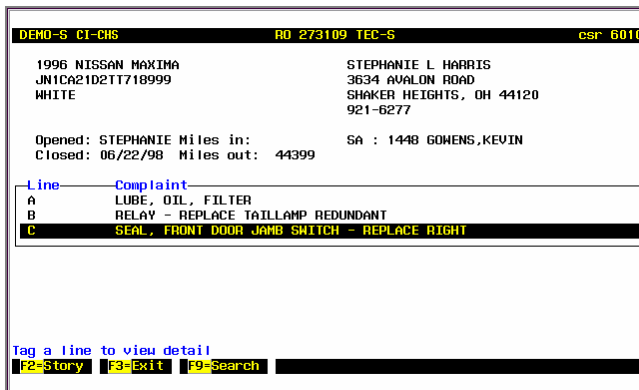 DEMO-S CI-CHS RO 273109 TEC-S csr 6010
1996 NISSAN MAXIMA STEPHANIE L HARRIS
JN1CA21D2TT718999 3634 AVALON ROAD
WHITE SHAKER HEIGHTS, OH 44120
921-6277
Opened: STEPHANIE Miles in: SA : 1448 GOWENS,KEVIN
Closed: 06/22/98 Miles out: 44399
Line Complaint
A LUBE, OIL, FILTER
B RELAY - REPLACE TAILLAMP REDUNDANT
C SEAL, FRONT DOOR JAMB SWITCH - REPLACE RIGHT
Tag a line to view detail
F2=Story F3=Exit F9=Search